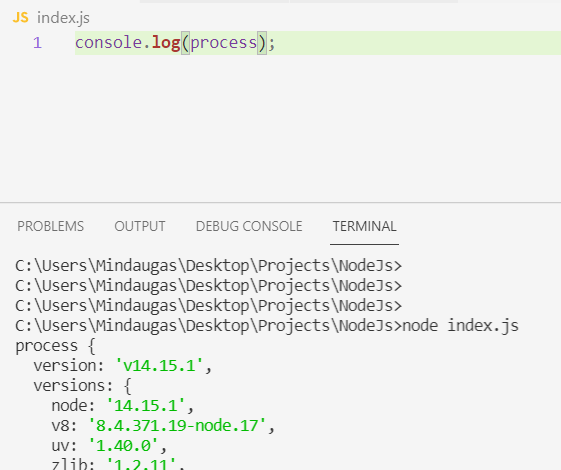 JS index.js
1 console.log(process);
PROBLEMS OUTPUT DEBUG CONSOLE TERMINAL
C:\Users\Mindaugas\Desktop\Projects\NodeJs>
C:\Users\Mindaugas\Desktop\Projects\NodeJs>
C:\Users\Mindaugas\Desktop\Projects\NodeJs>
C:\Users\Mindaugas\Desktop\Projects\NodeJs>node index.js
process {
  version: 'v14.15.1',
  versions: {
    node: '14.15.1',
    v8: '8.4.371.19-node.17',
    uv: '1.40.0',
    zlib: '1.2.11',